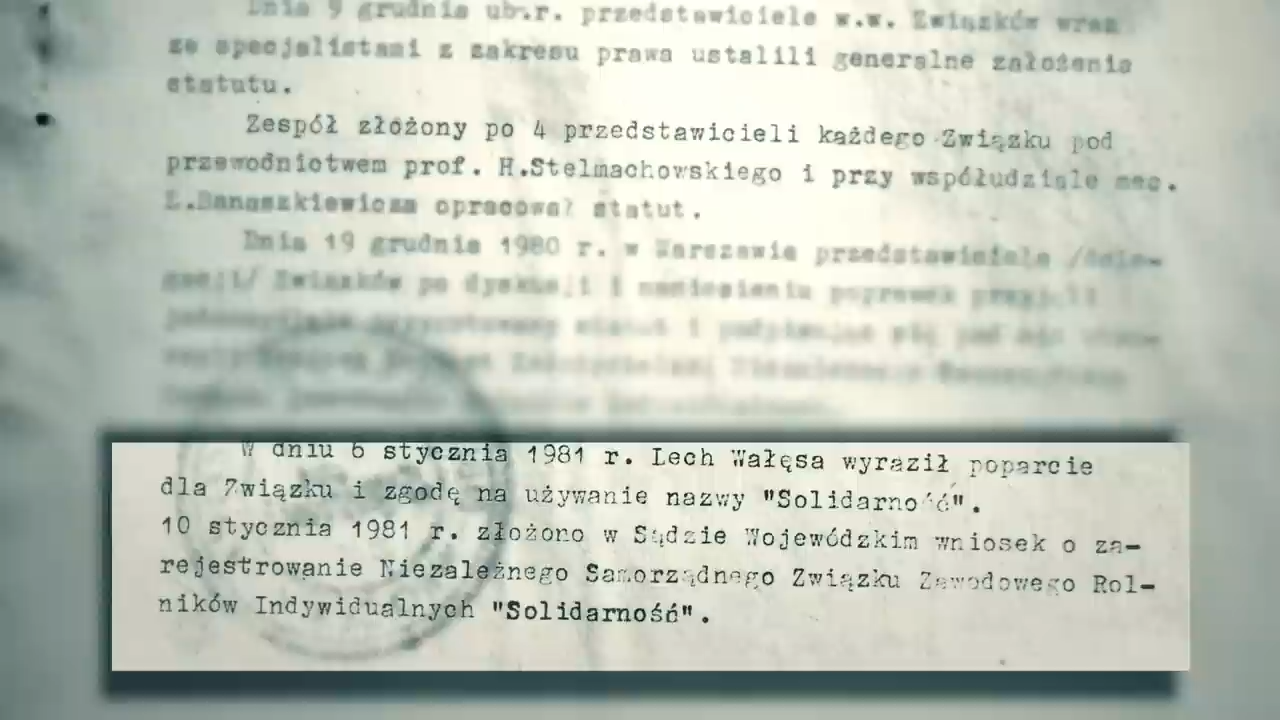 Dnia 9 grudnia ub.r. przedstawiciele w.w. Związków wraz
ze specjalistami z zakresu prawa ustalili generalne założenia
statutu.
Zespół złożony po 4 przedstawicieli każdego Związku pod
przewodnictwem prof. H.Stelmachowskiego i przy współudziale mec.
Ł.Banaszkiewicza opracował statut.
Dnia 19 grudnia 1980 r. w Warszawie przedstawiciele /dele-
gacji/ Związków po dyskusji i naniesieniu poprawek przyjęli
statut i
W dniu 6 stycznia 1981 r. Lech Wałęsa wyraził poparcie
dla Związku i zgodę na używanie nazwy "Solidarność".
10 stycznia 1981 r. złożono w Sądzie Wojewódzkim wniosek o za-
rejestrowanie Niezależnego Samorządnego Związku Zawodowego Rol-
ników Indywidualnych "Solidarność".